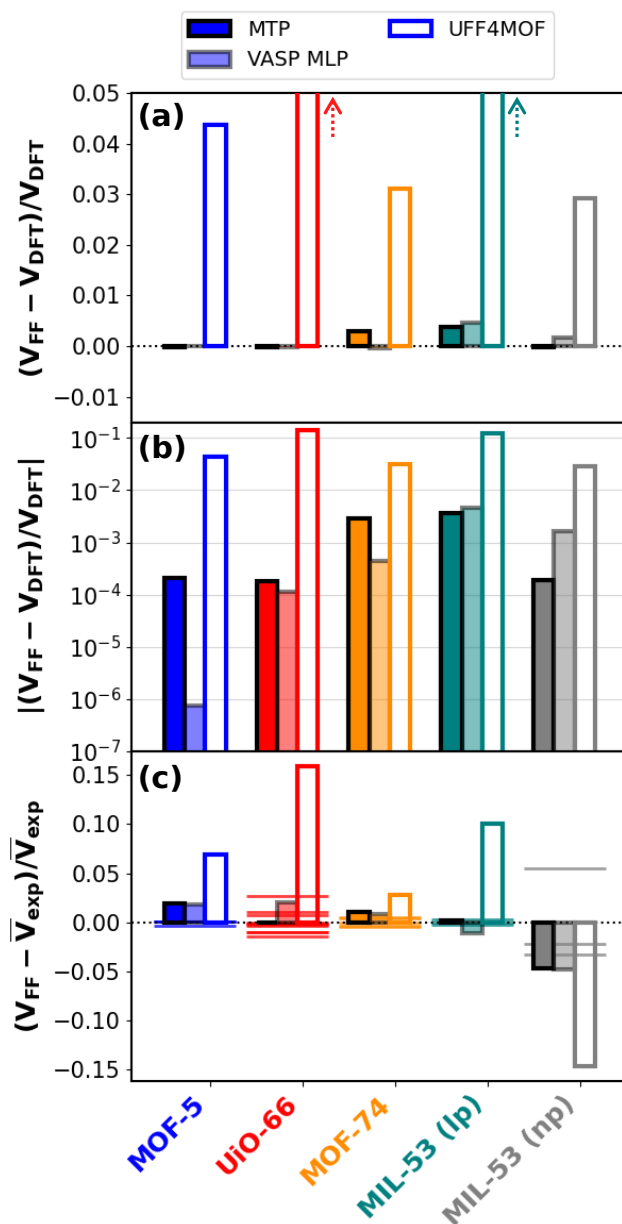 MTP
VASP MLP
UFF4MOF
(a)
(V_FF − V_DFT)/V_DFT
0.05
0.04
0.03
0.02
0.01
0.00
−0.01
(b)
|(V_FF − V_DFT)/V_DFT|
10^−1
10^−2
10^−3
10^−4
10^−5
10^−6
10^−7
(c)
(V_FF − V̅_exp)/V̅_exp
0.15
0.10
0.05
0.00
−0.05
−0.10
−0.15
MOF-5
UiO-66
MOF-74
MIL-53 (lp)
MIL-53 (np)